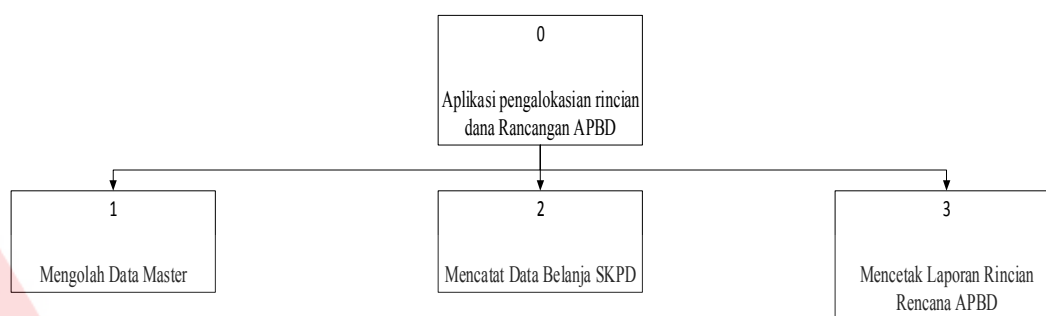 0
Aplikasi pengalokasian rincian
dana Rancangan APBD
1
Mengolah Data Master
2
Mencatat Data Belanja SKPD
3
Mencetak Laporan Rincian
Rencana APBD